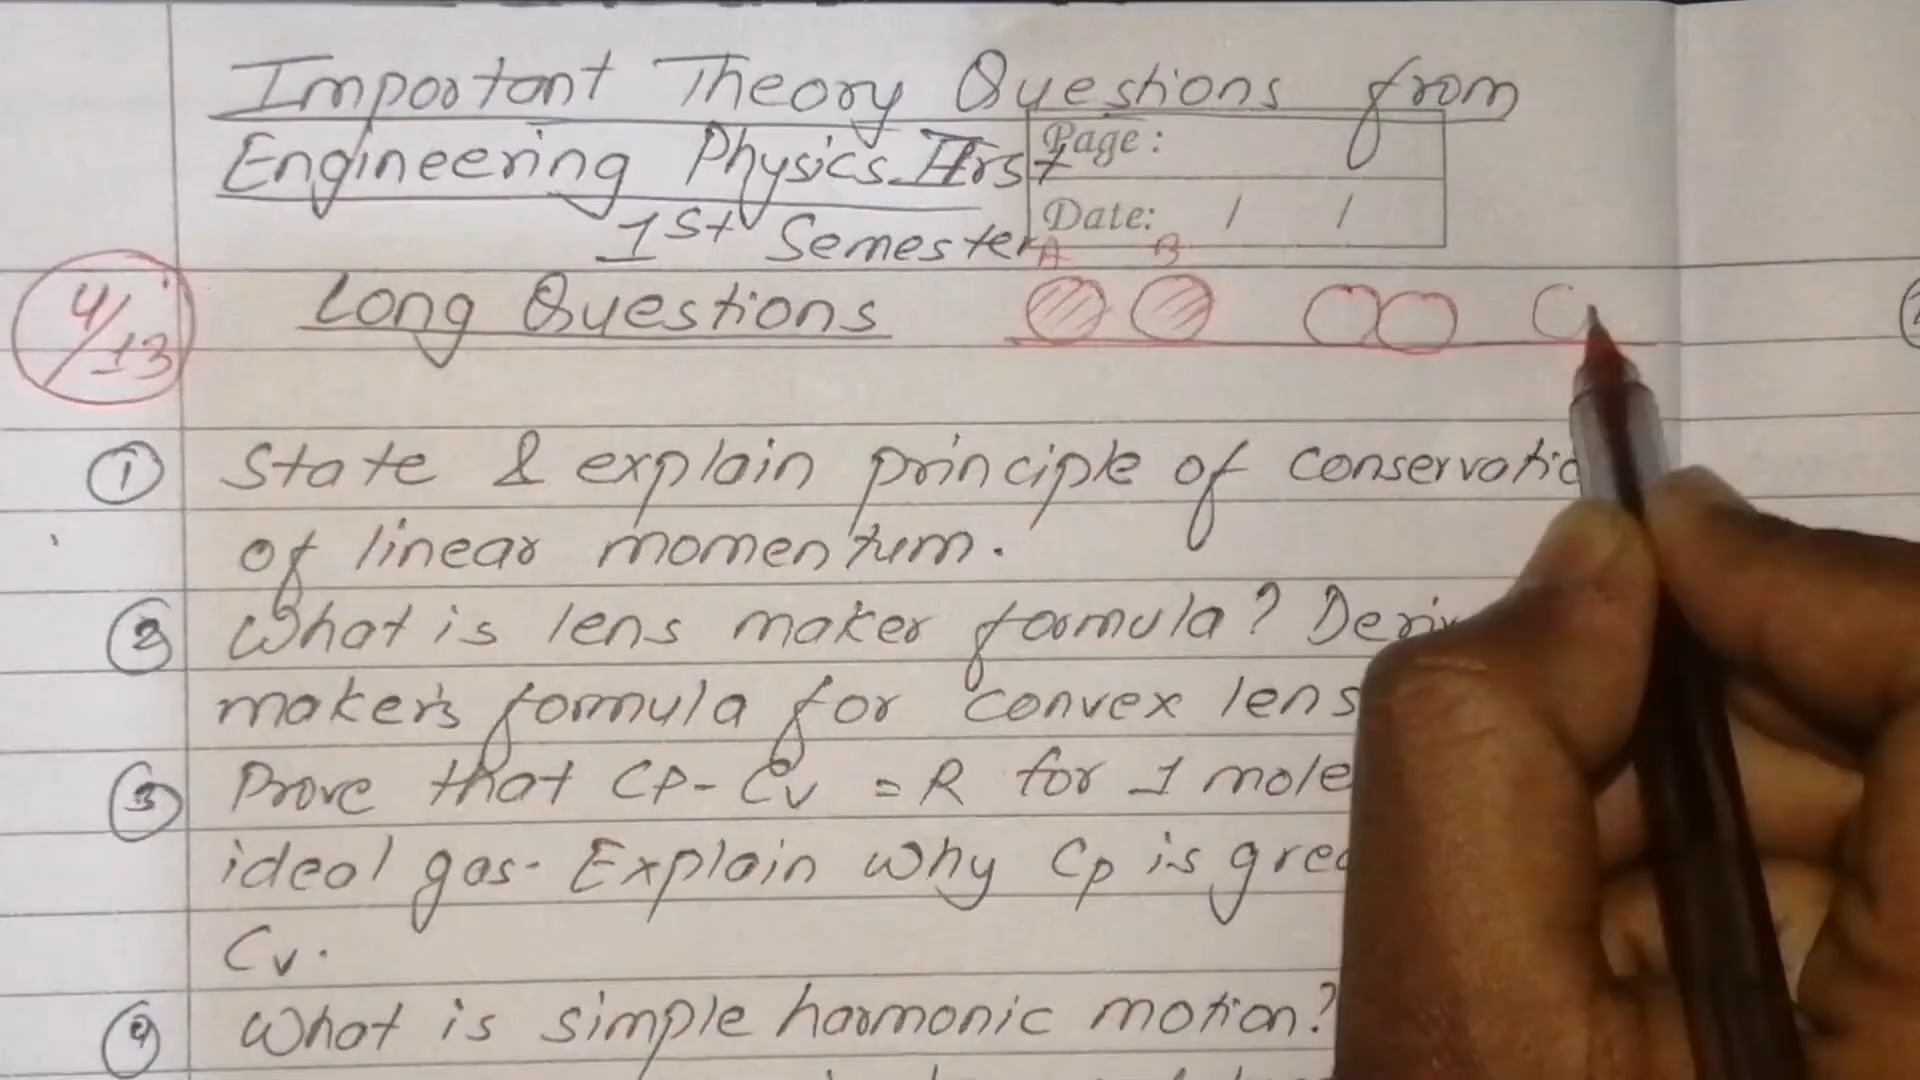 Important Theory Questions from
Page:
Engineering Physics First
Date: / /
1st Semester
A B
4/13
Long Questions
① State & explain principle of conservatio
of linear momentum.
② What is lens maker formula? Deriv
maker's formula for convex lens
③ Prove that CP - Cv = R for 1 mole
ideal gas. Explain why Cp is grea
Cv.
④ What is simple harmonic motion?